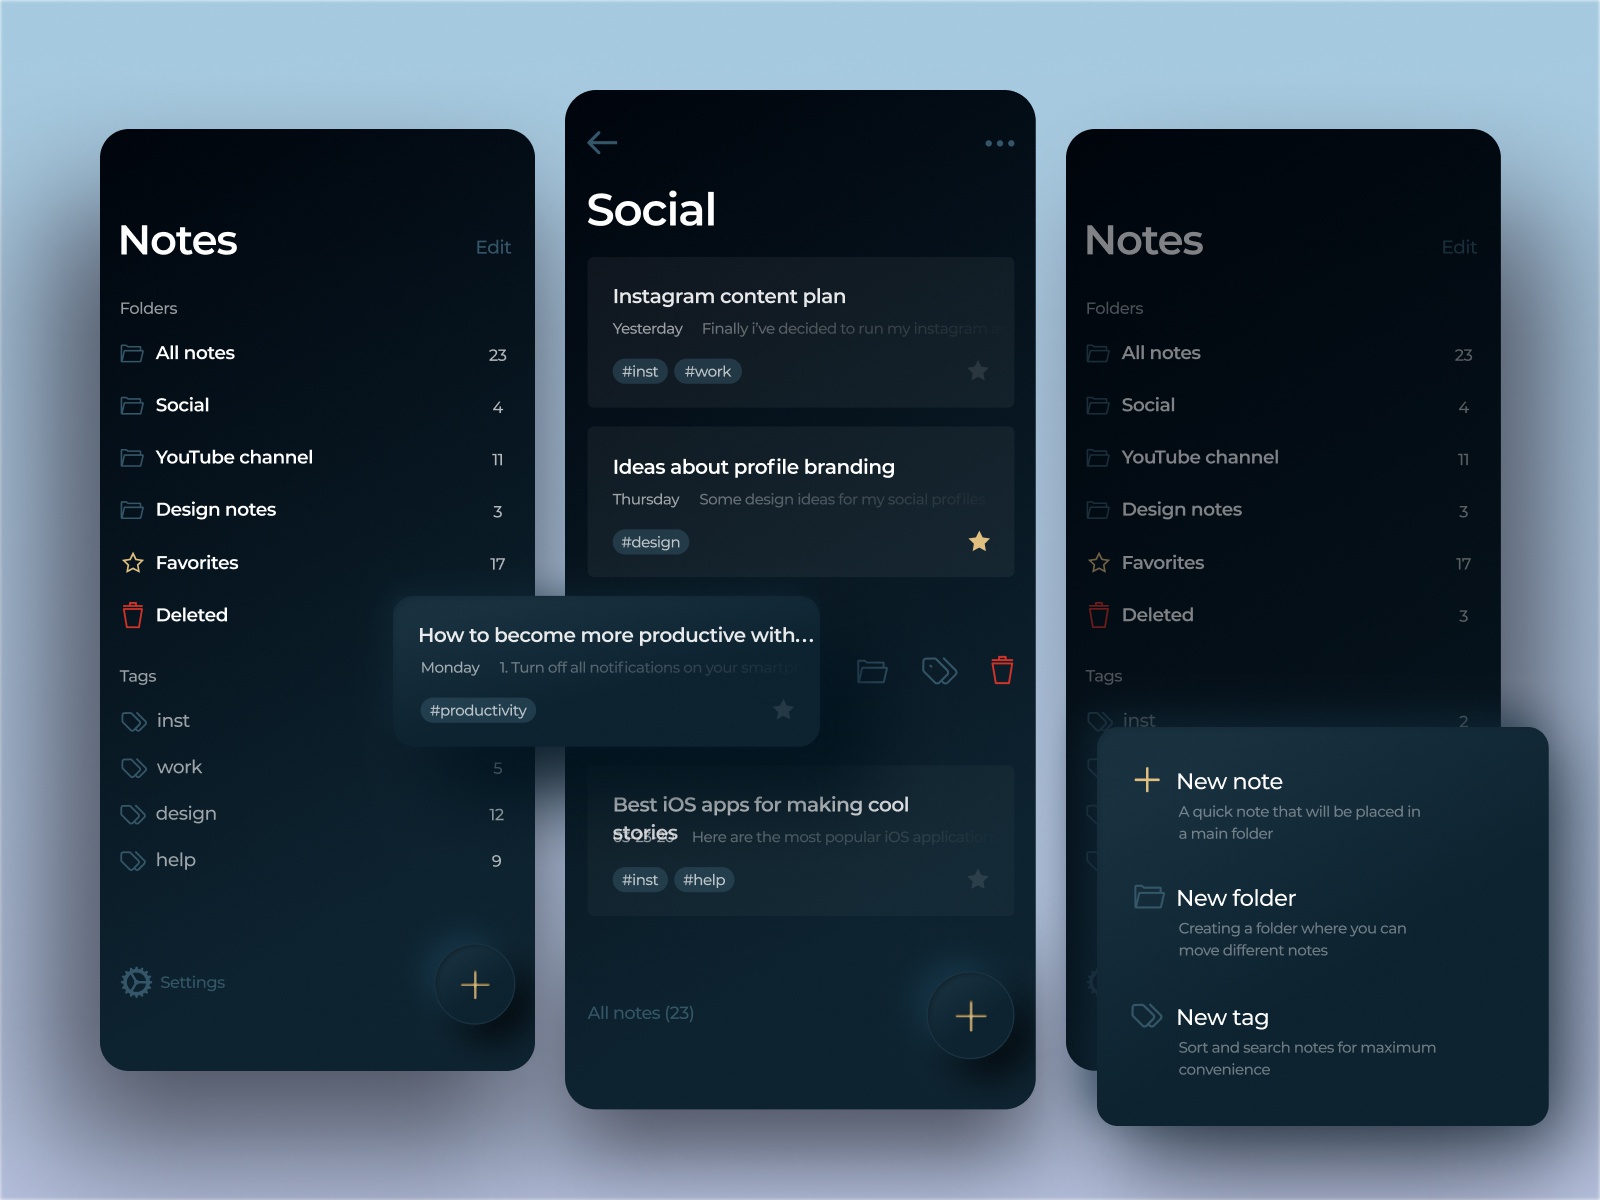 Notes
Edit
Folders
All notes 23
Social 4
YouTube channel 11
Design notes 3
Favorites 17
Deleted
Tags
inst
work 5
design 12
help 9
Settings
Social
Instagram content plan
Yesterday Finally i've decided to run my instagram
#inst #work
Ideas about profile branding
Thursday Some design ideas for my social profiles
#design
How to become more productive with...
Monday 1. Turn off all notifications on your
#productivity
Best iOS apps for making cool
stories
Here are the most popular iOS application
#inst #help
All notes (23)
Notes
Edit
Folders
All notes 23
Social 4
YouTube channel 11
Design notes 3
Favorites 17
Deleted 3
Tags
inst 2
New note
A quick note that will be placed in
a main folder
New folder
Creating a folder where you can
move different notes
New tag
Sort and search notes for maximum
convenience